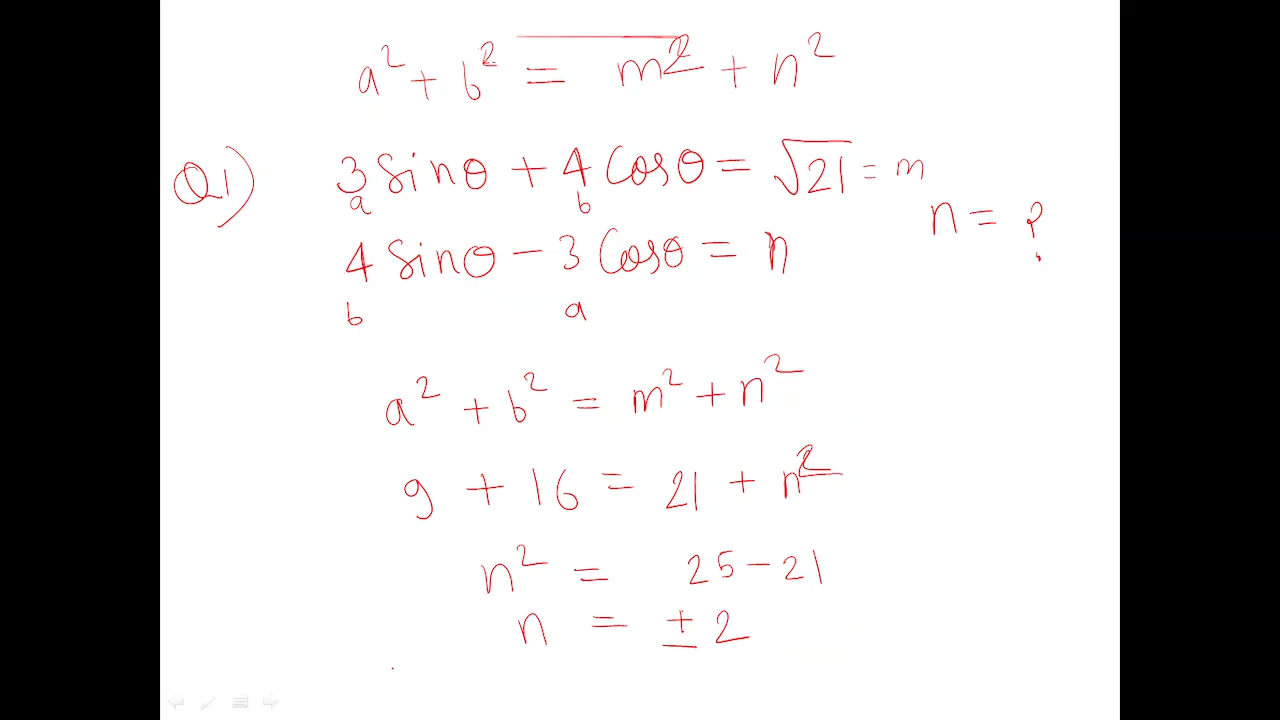 a² + b² = m² + n²
Q1) 3 Sinθ + 4 Cosθ = √21 = m
a b
n = ?
4 Sinθ − 3 Cosθ = n
b a
a² + b² = m² + n²
9 + 16 = 21 + n²
n² = 25 − 21
n = ± 2